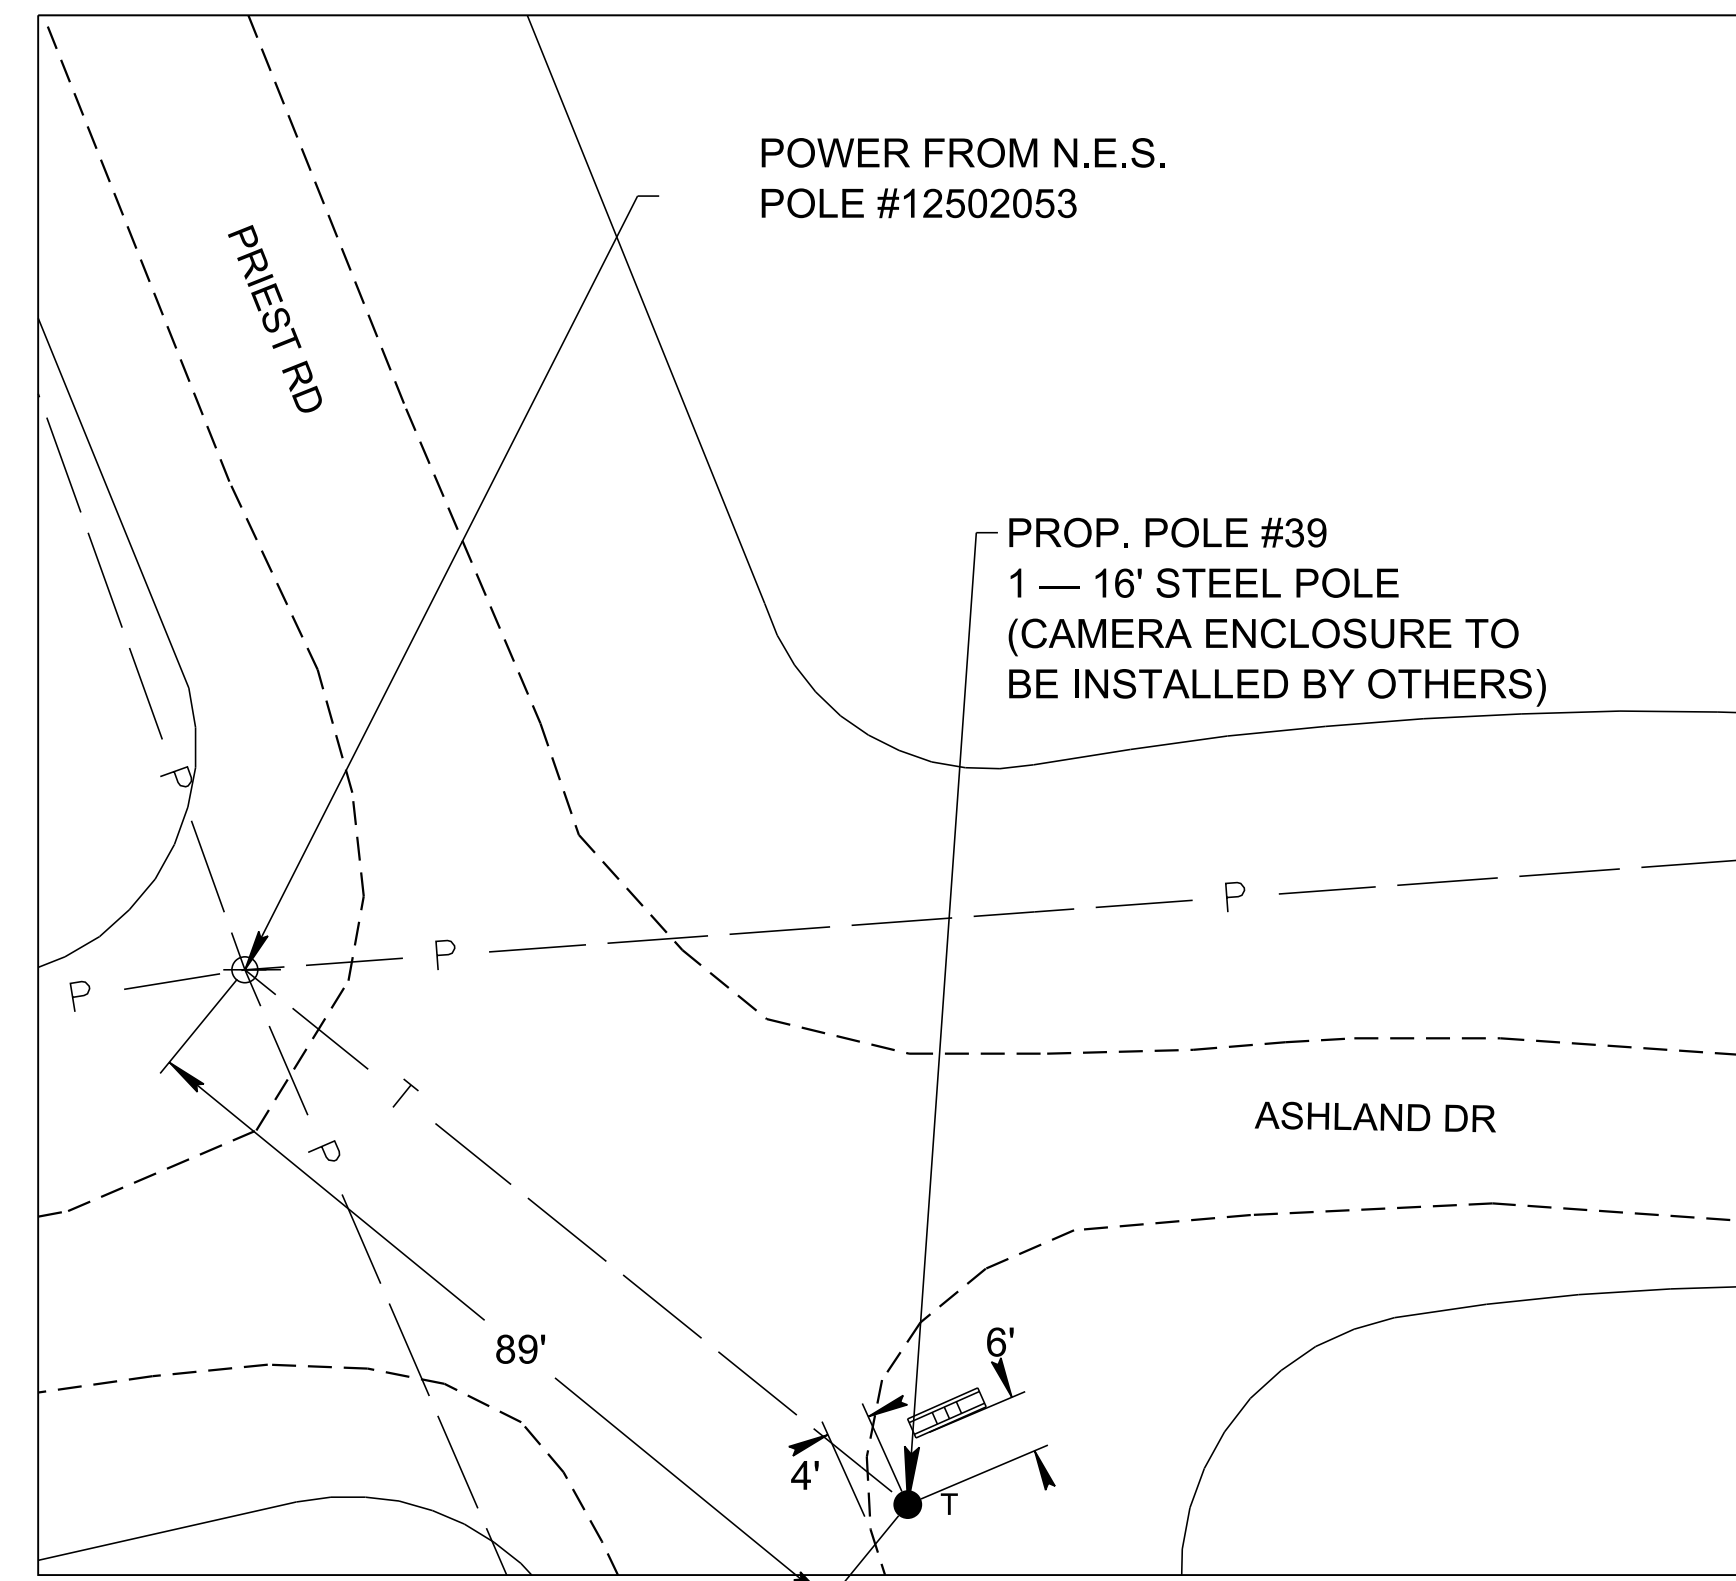 POWER FROM N.E.S.
POLE #12502053
PRIEST RD
PROP. POLE #39
1 — 16' STEEL POLE
(CAMERA ENCLOSURE TO
BE INSTALLED BY OTHERS)
P
P
P
P
T
P
ASHLAND DR
89'
6'
4'
T